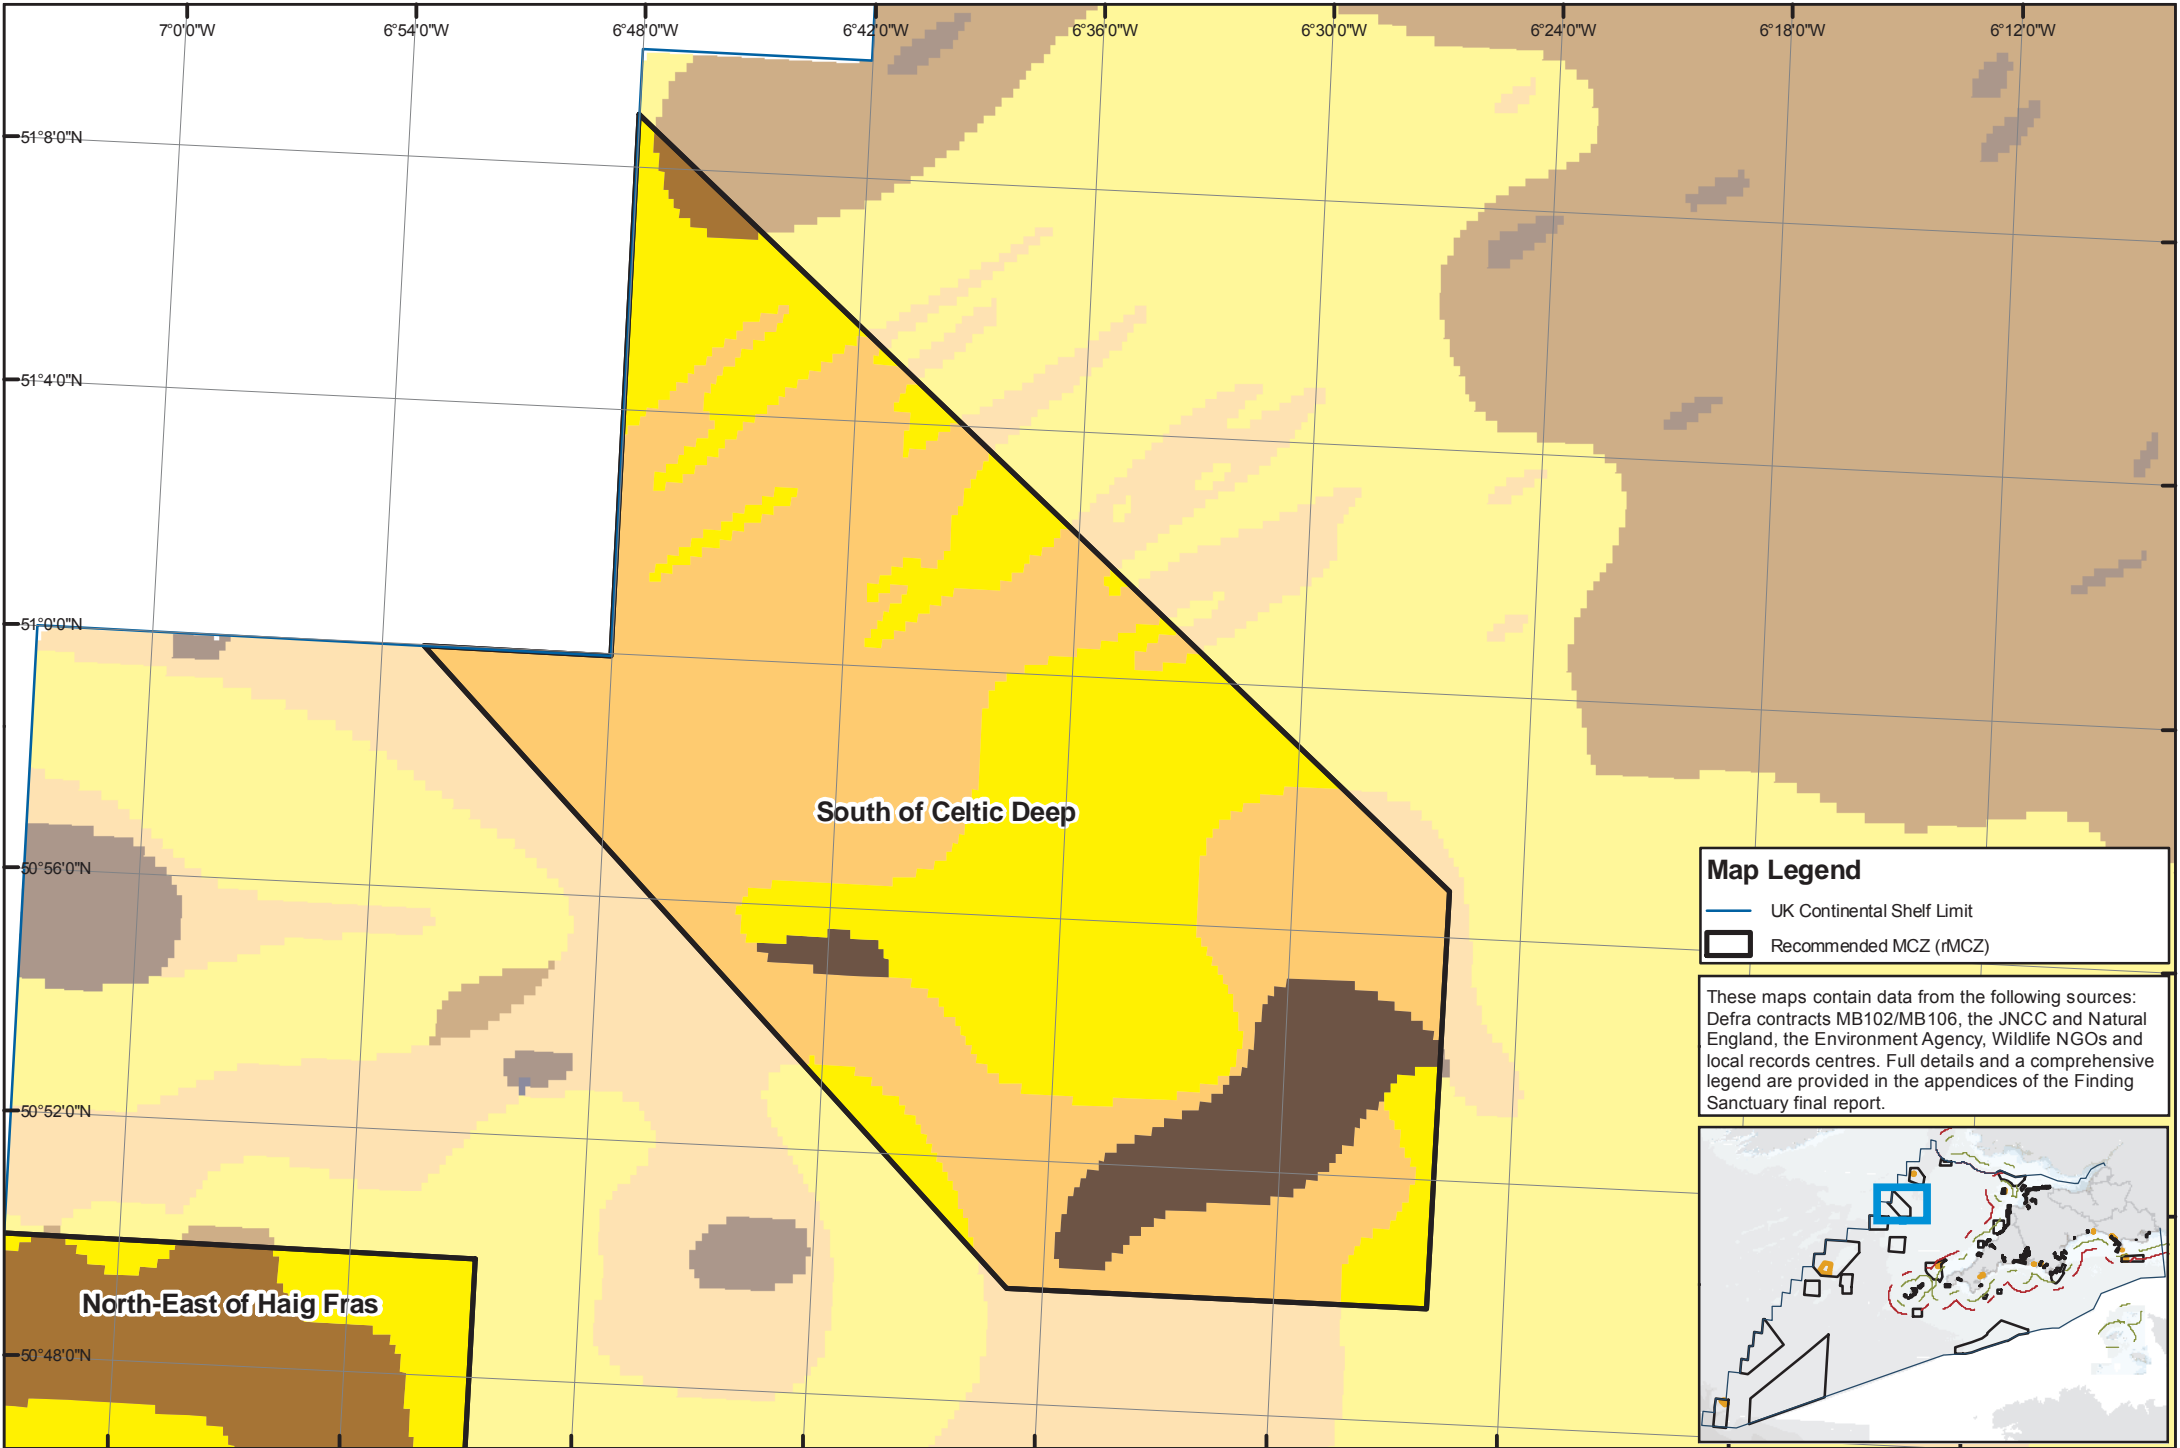 7°0'0"W
6°54'0"W
6°48'0"W
6°42'0"W
6°36'0"W
6°30'0"W
6°24'0"W
6°18'0"W
6°12'0"W
51°8'0"N
51°4'0"N
51°0'0"N
50°56'0"N
50°52'0"N
50°48'0"N
South of Celtic Deep
North-East of Haig Fras
Map Legend
UK Continental Shelf Limit
Recommended MCZ (rMCZ)
These maps contain data from the following sources:
Defra contracts MB102/MB106, the JNCC and Natural
England, the Environment Agency, Wildlife NGOs and
local records centres. Full details and a comprehensive
legend are provided in the appendices of the Finding
Sanctuary final report.